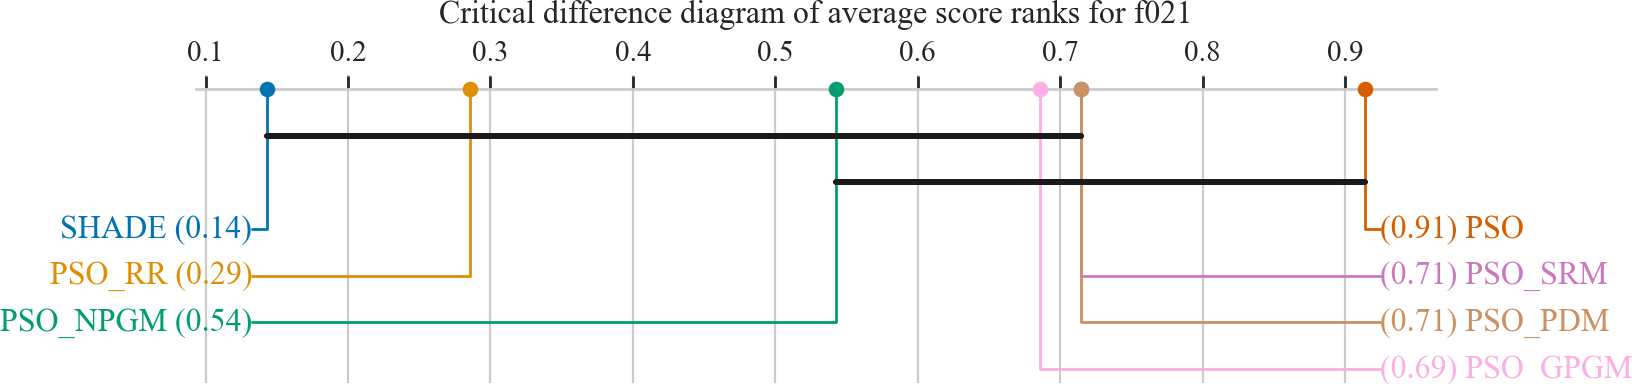 Critical difference diagram of average score ranks for f021
0.1 0.2 0.3 0.4 0.5 0.6 0.7 0.8 0.9
SHADE (0.14)
PSO_RR (0.29)
PSO_NPGM (0.54)
(0.91) PSO
(0.71) PSO_SRM
(0.71) PSO_PDM
(0.69) PSO_GPGM